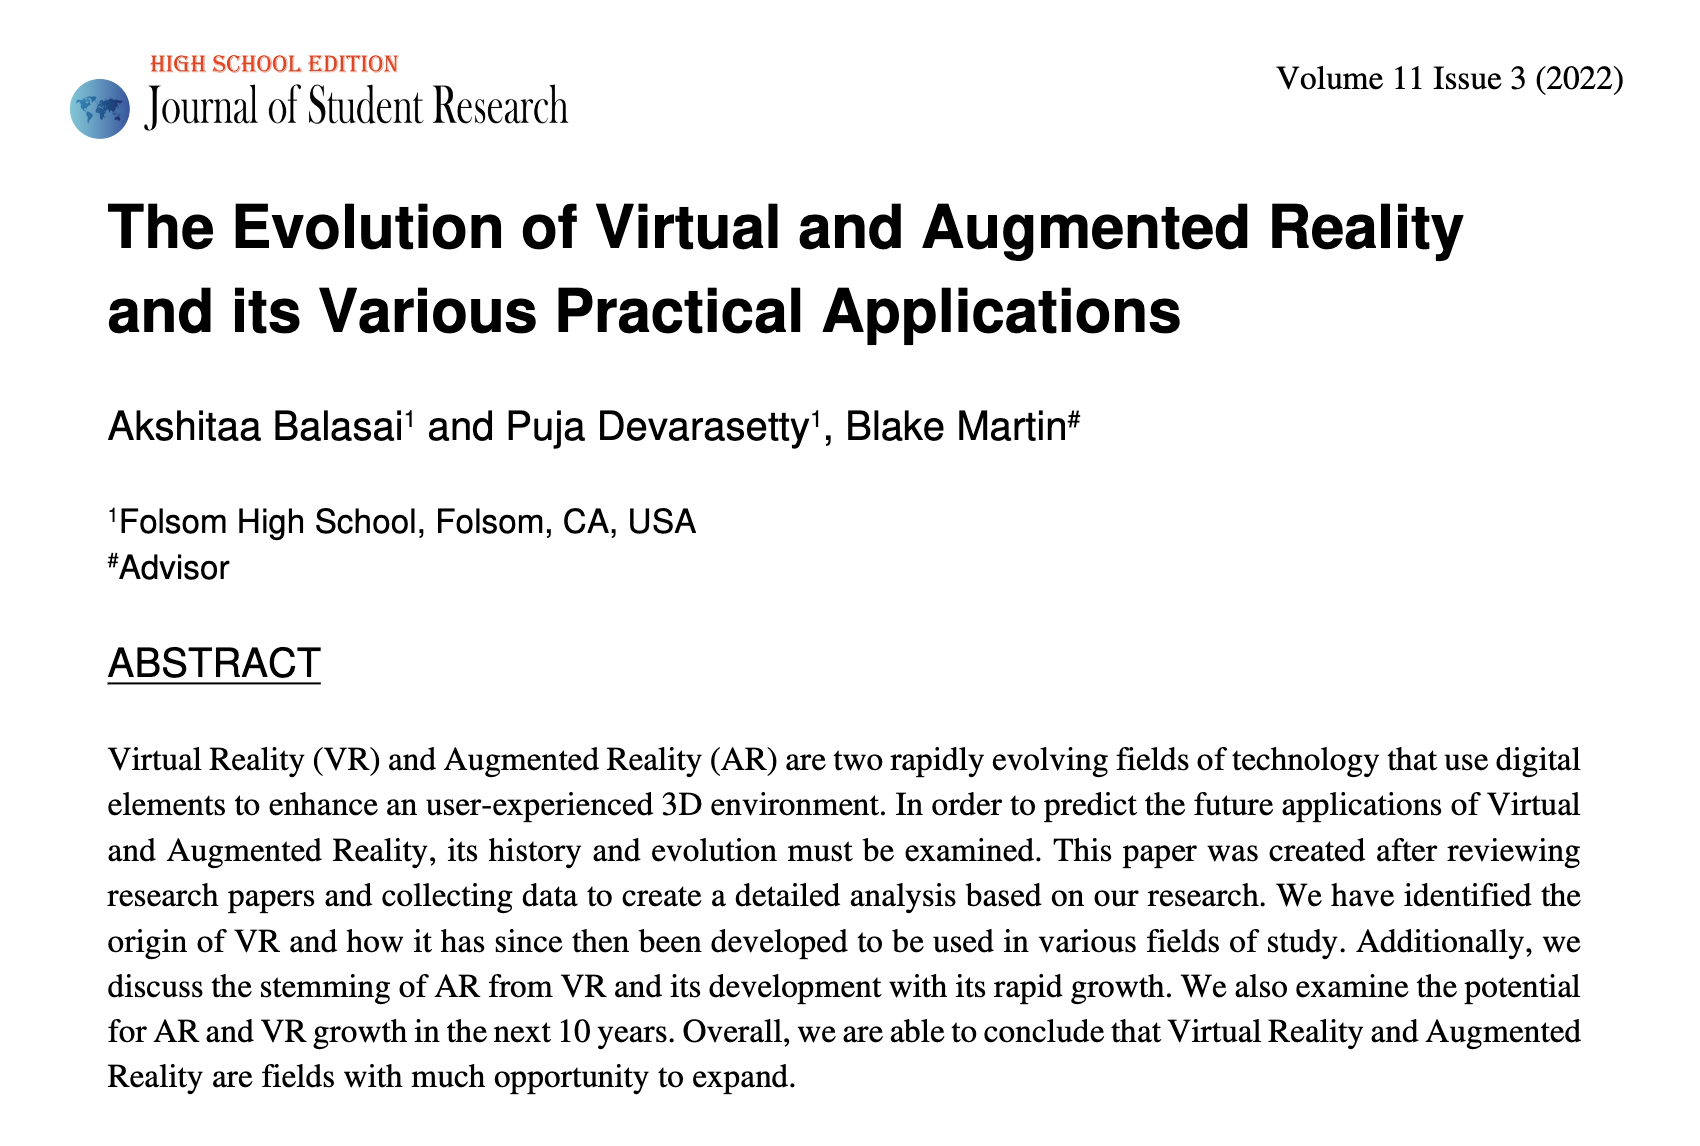 HIGH SCHOOL EDITION
Journal of Student Research
Volume 11 Issue 3 (2022)
The Evolution of Virtual and Augmented Reality
and its Various Practical Applications
Akshitaa Balasai¹ and Puja Devarasetty¹, Blake Martin#
¹Folsom High School, Folsom, CA, USA
#Advisor
ABSTRACT
Virtual Reality (VR) and Augmented Reality (AR) are two rapidly evolving fields of technology that use digital
elements to enhance an user-experienced 3D environment. In order to predict the future applications of Virtual
and Augmented Reality, its history and evolution must be examined. This paper was created after reviewing
research papers and collecting data to create a detailed analysis based on our research. We have identified the
origin of VR and how it has since then been developed to be used in various fields of study. Additionally, we
discuss the stemming of AR from VR and its development with its rapid growth. We also examine the potential
for AR and VR growth in the next 10 years. Overall, we are able to conclude that Virtual Reality and Augmented
Reality are fields with much opportunity to expand.